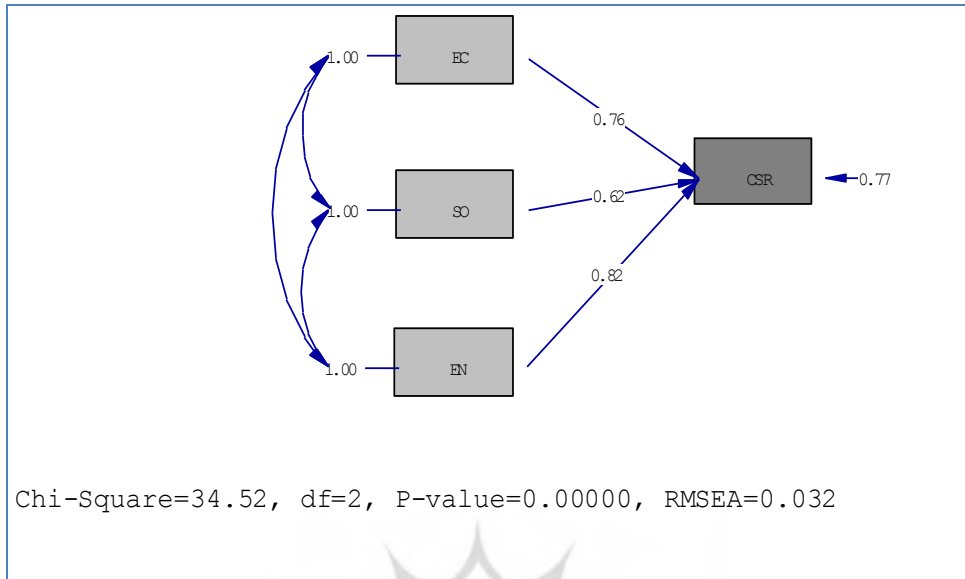 1.00 EC
0.76
CSR 0.77
1.00 SO 0.62
0.82
1.00 EN
Chi-Square=34.52, df=2, P-value=0.00000, RMSEA=0.032